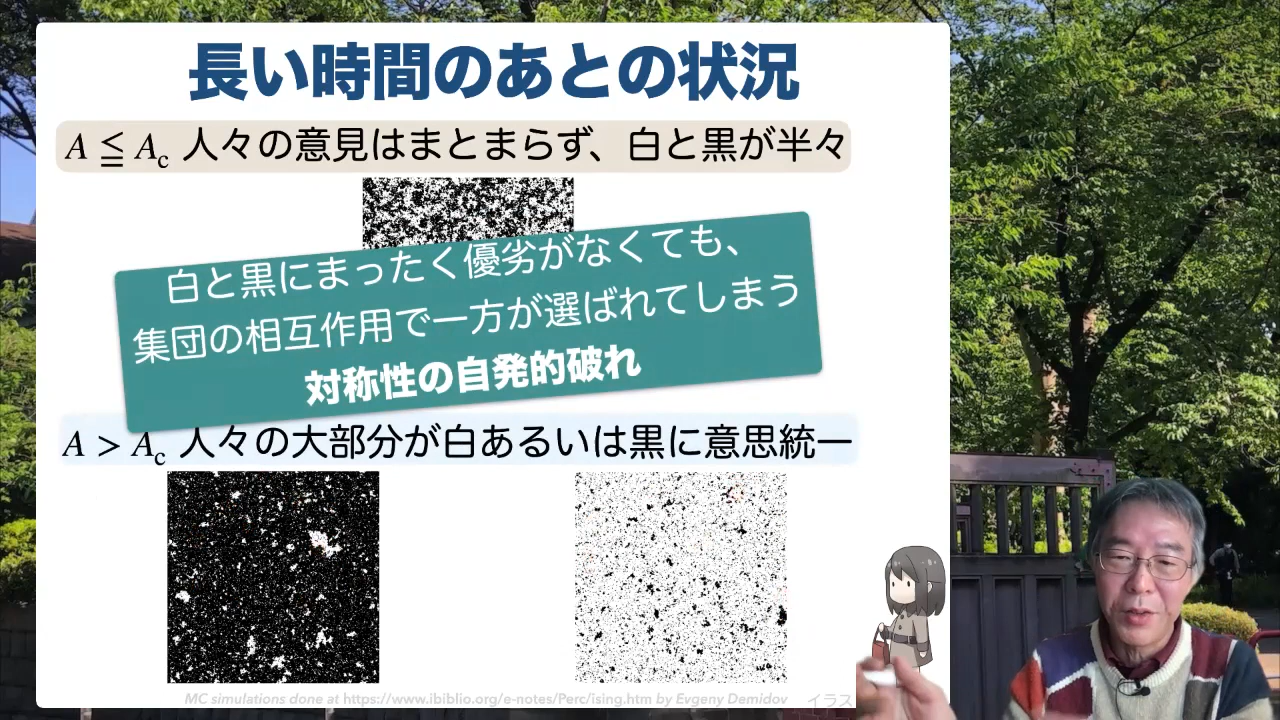 長い時間のあとの状況
A ≦ Ac 人々の意見はまとまらず、白と黒が半々
白と黒にまったく優劣がなくても、
集団の相互作用で一方が選ばれてしまう
対称性の自発的破れ
A > Ac 人々の大部分が白あるいは黒に意思統一
MC simulations done at https://www.ibiblio.org/e-notes/Perc/ising.htm by Evgeny Demidov
イラス